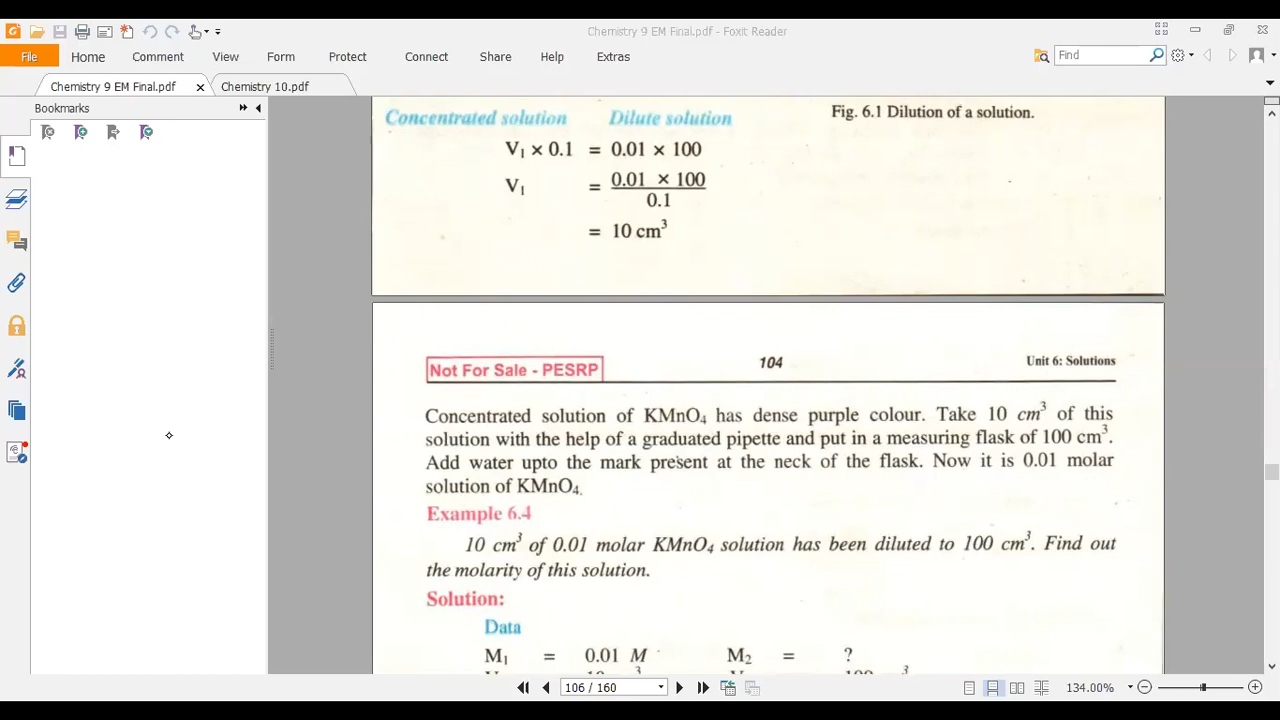 Chemistry 9 EM Final.pdf - Foxit Reader
File Home Comment View Form Protect Connect Share Help Extras Find
Chemistry 9 EM Final.pdf Chemistry 10.pdf
Bookmarks
Concentrated solution Dilute solution
Fig. 6.1 Dilution of a solution.
V₁ × 0.1 = 0.01 × 100
V₁ = 0.01 × 100 / 0.1
= 10 cm³
Not For Sale - PESRP 104 Unit 6: Solutions
Concentrated solution of KMnO₄ has dense purple colour. Take 10 cm³ of this
solution with the help of a graduated pipette and put in a measuring flask of 100 cm³.
Add water upto the mark present at the neck of the flask. Now it is 0.01 molar
solution of KMnO₄.
Example 6.4
10 cm³ of 0.01 molar KMnO₄ solution has been diluted to 100 cm³. Find out
the molarity of this solution.
Solution:
Data
M₁ = 0.01 M M₂ = ?
106 / 160 134.00%